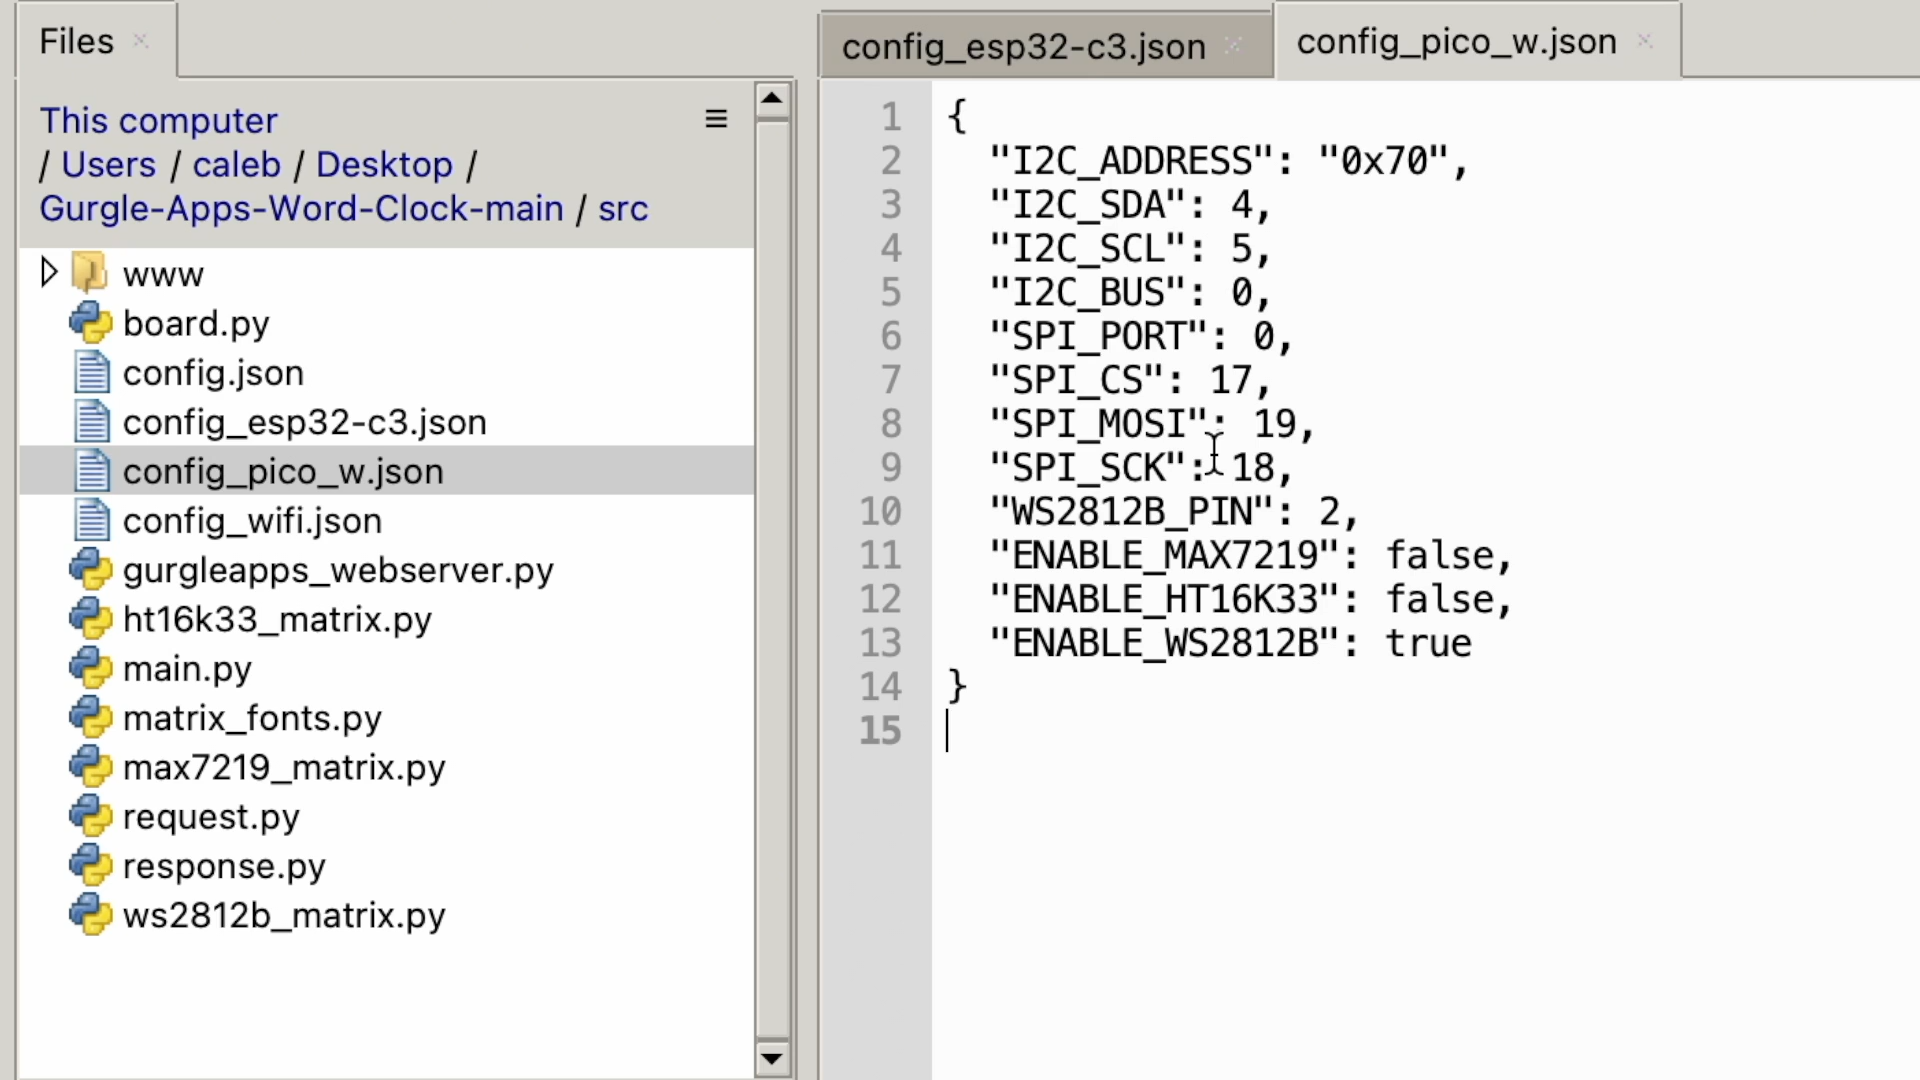 Files
This computer
/ Users / caleb / Desktop /
Gurgle-Apps-Word-Clock-main / src
www
board.py
config.json
config_esp32-c3.json
config_pico_w.json
config_wifi.json
gurgleapps_webserver.py
ht16k33_matrix.py
main.py
matrix_fonts.py
max7219_matrix.py
request.py
response.py
ws2812b_matrix.py
config_esp32-c3.json
config_pico_w.json
1 {
2 "I2C_ADDRESS": "0x70",
3 "I2C_SDA": 4,
4 "I2C_SCL": 5,
5 "I2C_BUS": 0,
6 "SPI_PORT": 0,
7 "SPI_CS": 17,
8 "SPI_MOSI": 19,
9 "SPI_SCK": 18,
10 "WS2812B_PIN": 2,
11 "ENABLE_MAX7219": false,
12 "ENABLE_HT16K33": false,
13 "ENABLE_WS2812B": true
14 }
15